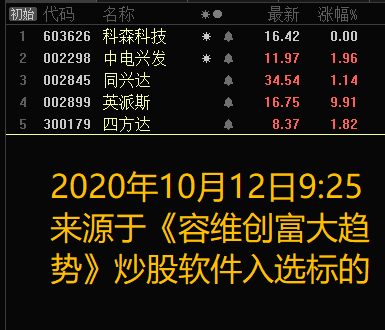 初始 代码 名称 最新 涨幅%
1 603626 科森科技 16.42 0.00
2 002298 中电兴发 11.97 1.96
3 002845 同兴达 34.54 1.14
4 002899 英派斯 16.75 9.91
5 300179 四方达 8.37 1.82
2020年10月12日9:25
来源于《容维创富大趋
势》炒股软件入选标的